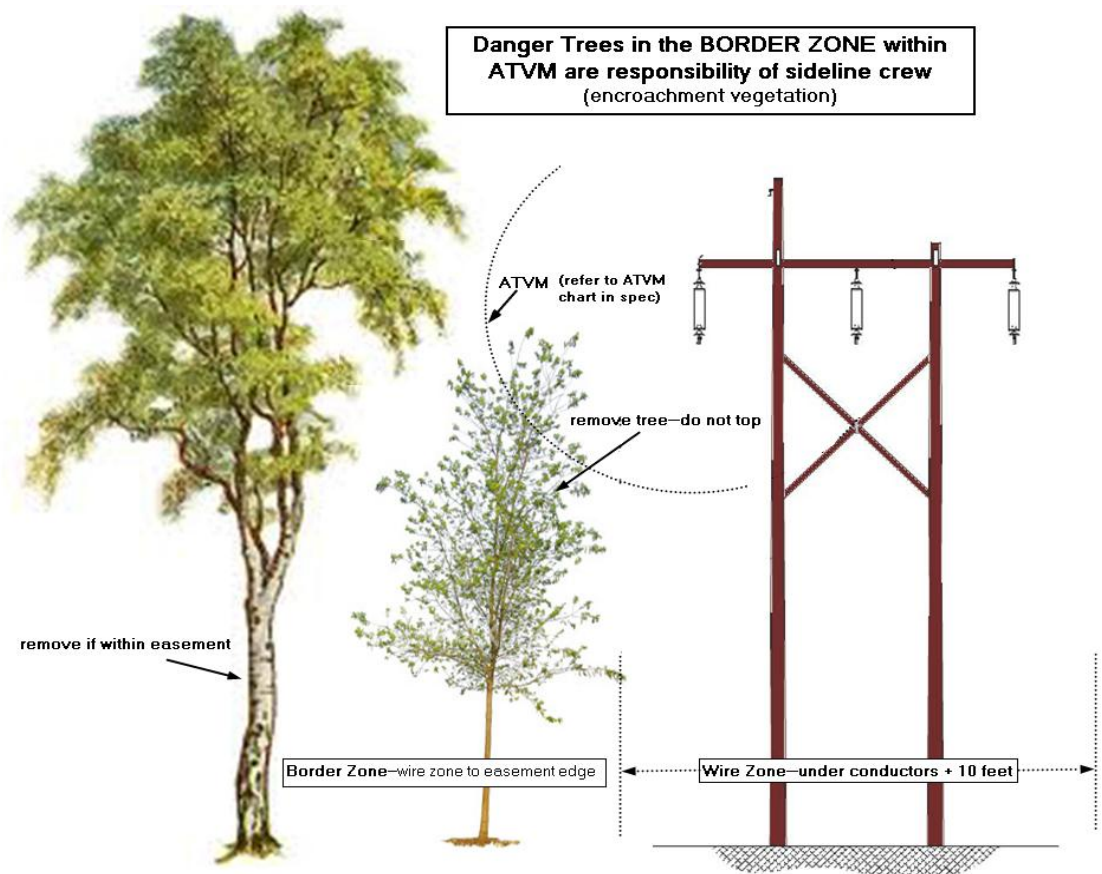 Danger Trees in the BORDER ZONE within
ATVM are responsibility of sideline crew
(encroachment vegetation)
ATVM (refer to ATVM
chart in spec)
remove tree—do not top
remove if within easement
Border Zone—wire zone to easement edge
Wire Zone—under conductors + 10 feet